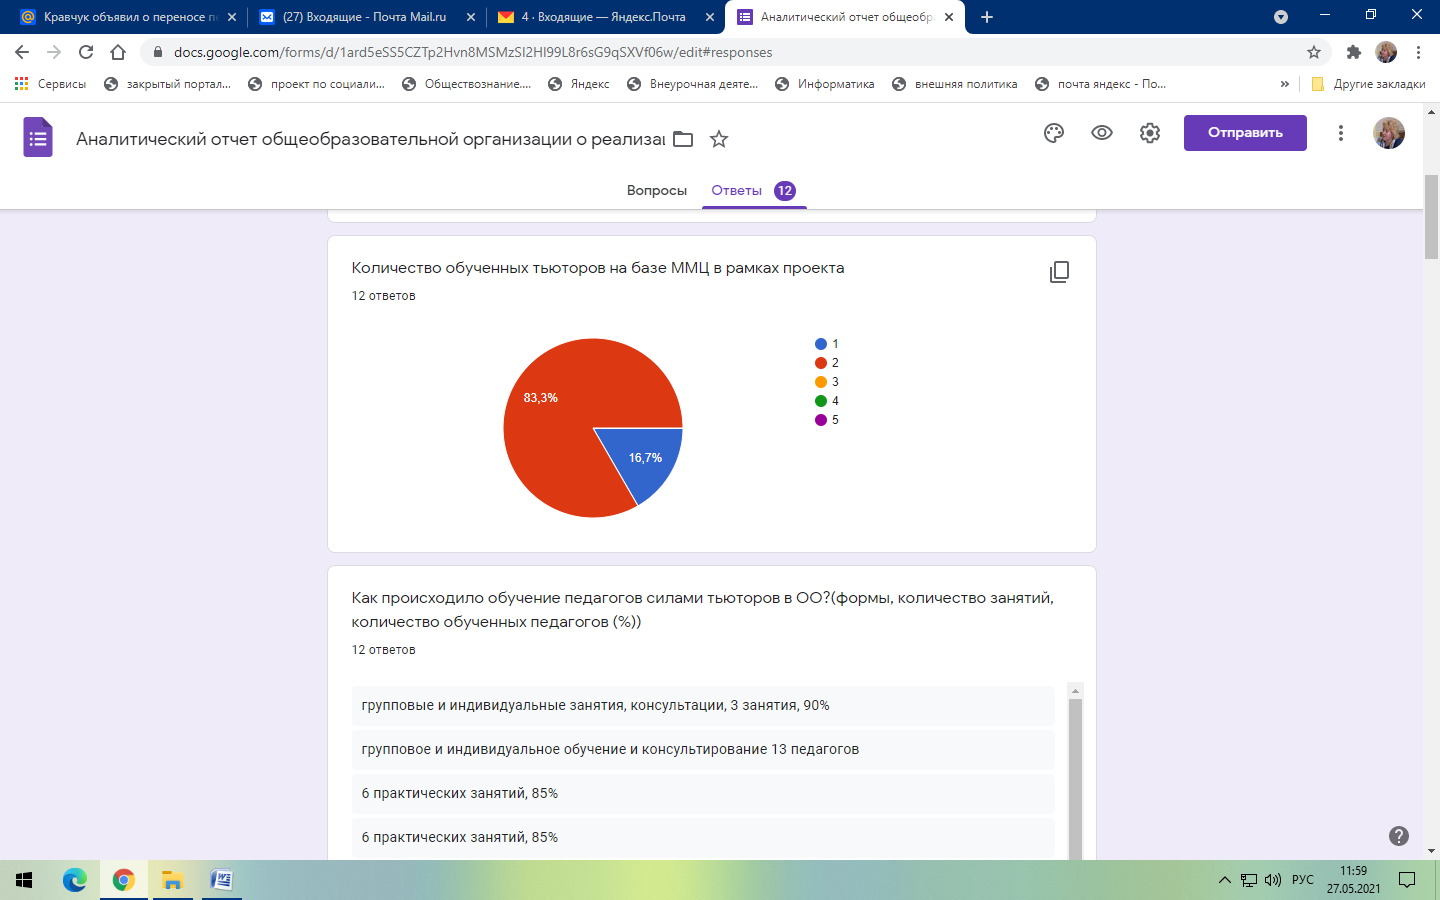 Кравчук объявил о переносе
(27) Входящие - Почта Mail.ru
4 · Входящие — Яндекс.Почта
Аналитический отчет общеобр
docs.google.com/forms/d/1ard5eSS5CZTp2Hvn8MSMzSI2HI99L8r6sG9qSXVf06w/edit#responses
Сервисы
закрытый портал...
проект по социали...
Обществознание....
Яндекс
Внеурочная деяте...
Информатика
внешняя политика
почта яндекс - По...
»
Другие закладки
Аналитический отчет общеобразовательной организации о реализац
Отправить
Вопросы
Ответы 12
Количество обученных тьюторов на базе ММЦ в рамках проекта
12 ответов
83,3%
16,7%
1
2
3
4
5
Как происходило обучение педагогов силами тьюторов в ОО?(формы, количество занятий,
количество обученных педагогов (%))
12 ответов
групповые и индивидуальные занятия, консультации, 3 занятия, 90%
групповое и индивидуальное обучение и консультирование 13 педагогов
6 практических занятий, 85%
6 практических занятий, 85%
РУС
11:59
27.05.2021